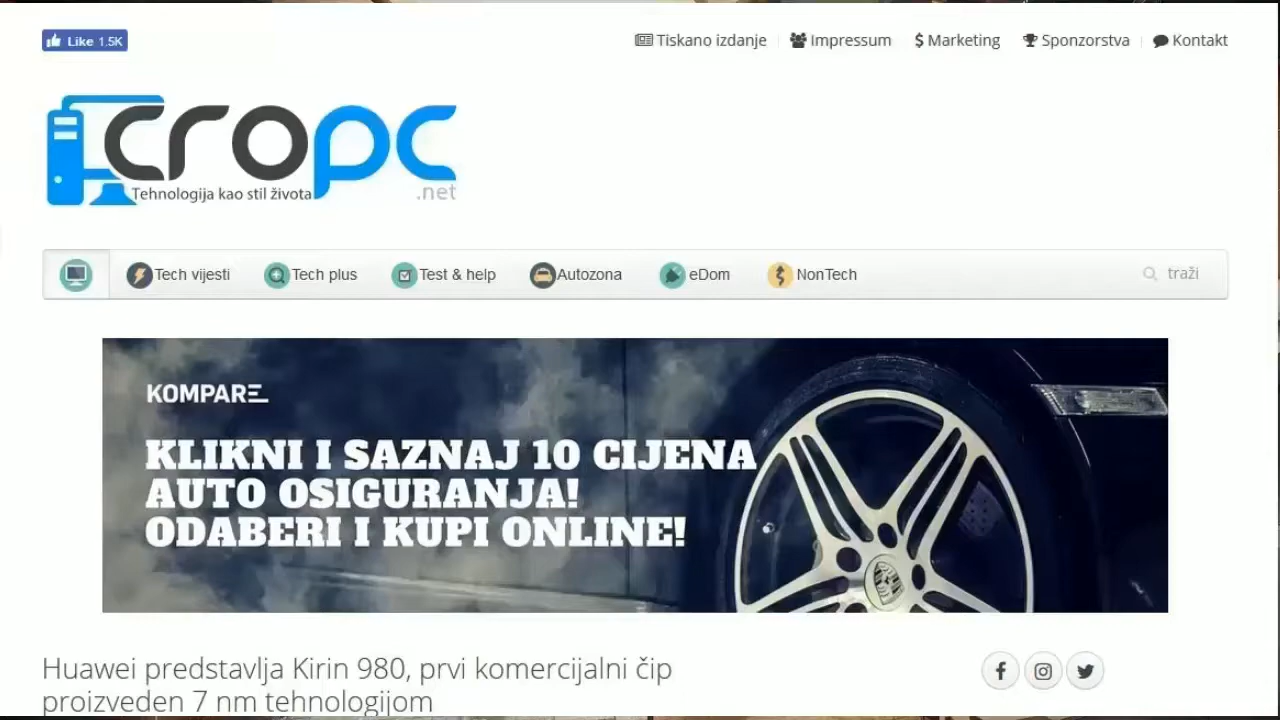 Like 1.5K
Tiskano izdanje Impressum Marketing Sponzorstva Kontakt
cropc
Tehnologija kao stil života .net
Tech vijesti Tech plus Test & help Autozona eDom NonTech traži
KOMPARE
KLIKNI I SAZNAJ 10 CIJENA
AUTO OSIGURANJA!
ODABERI I KUPI ONLINE!
Huawei predstavlja Kirin 980, prvi komercijalni čip
proizveden 7 nm tehnologijom